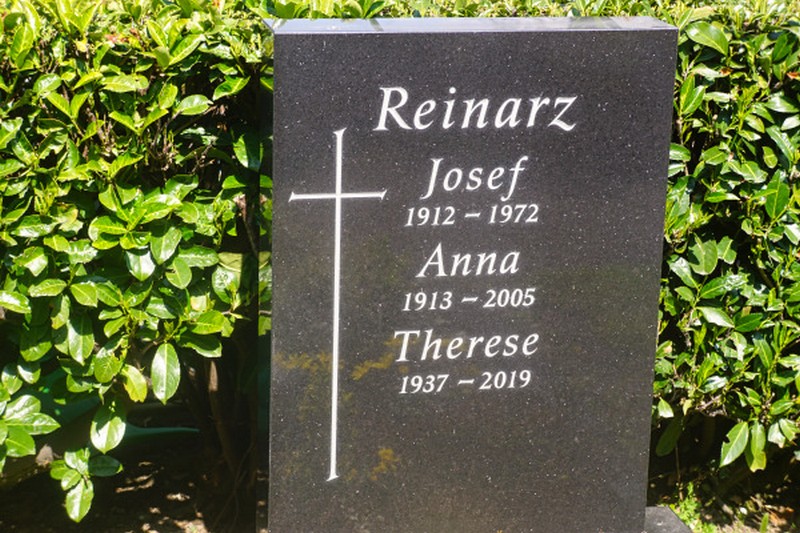 Reinarz
Josef
1912 – 1972
Anna
1913 – 2005
Therese
1937 – 2019